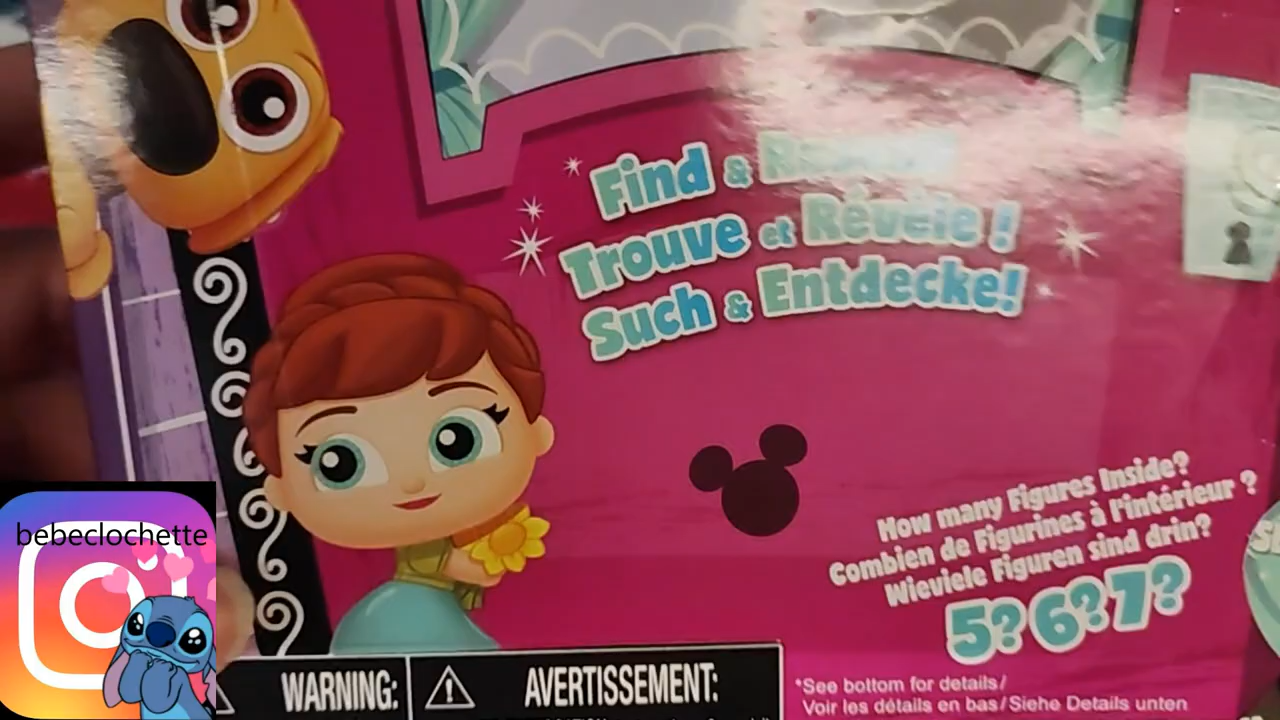 Find &
Trouve et Révèle !
Such & Entdecke!
How many Figures Inside?
Combien de Figurines à l'intérieur ?
Wieviele Figuren sind drin?
5? 6? 7?
bebeclochette
WARNING:
AVERTISSEMENT:
*See bottom for details/
Voir les détails en bas/Siehe Details unten